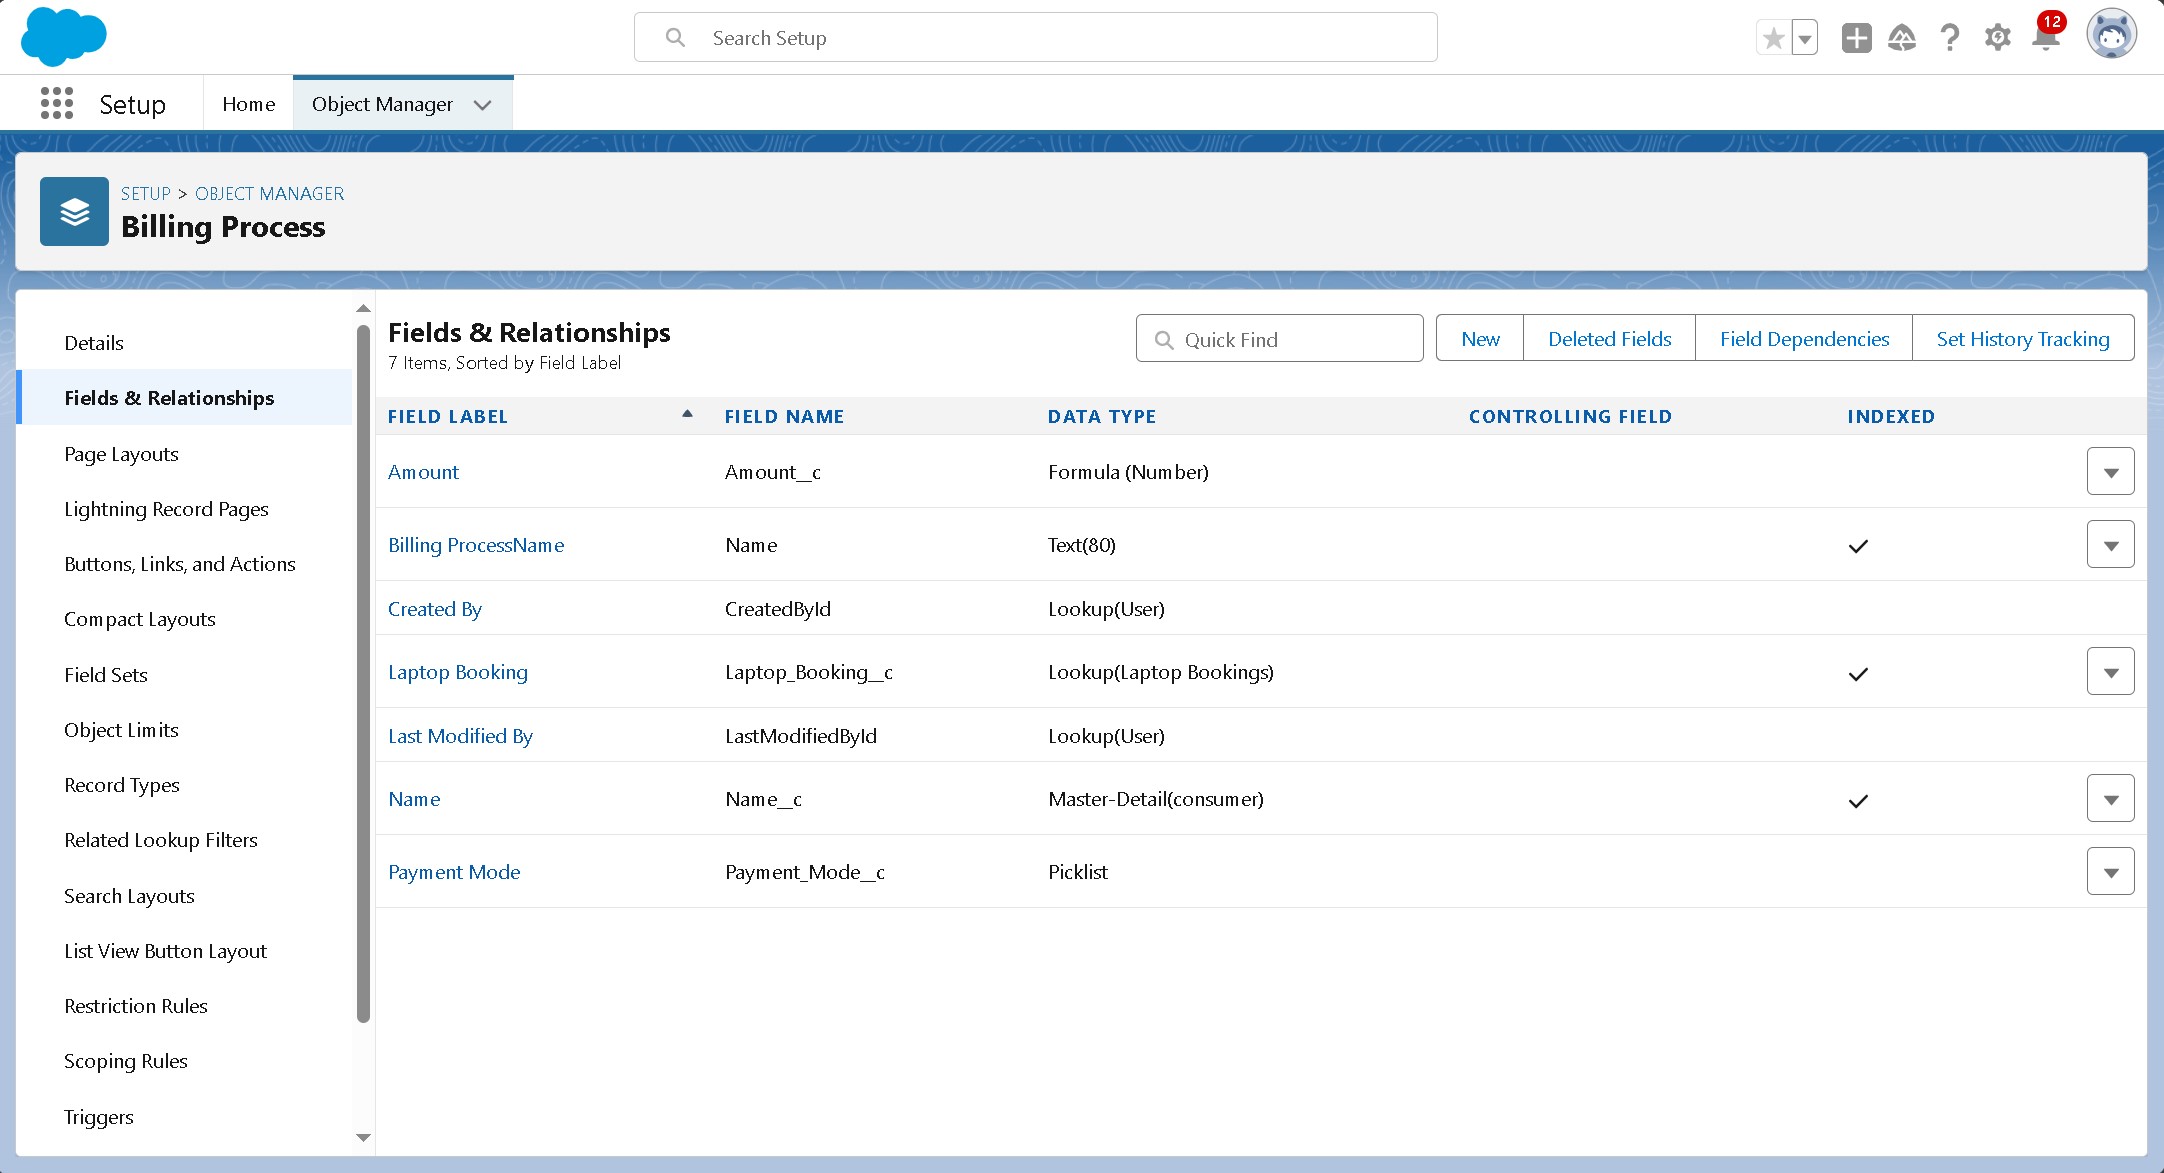 Search Setup
12
Setup
Home
Object Manager
SETUP > OBJECT MANAGER
Billing Process
Details
Fields & Relationships
Page Layouts
Lightning Record Pages
Buttons, Links, and Actions
Compact Layouts
Field Sets
Object Limits
Record Types
Related Lookup Filters
Search Layouts
List View Button Layout
Restriction Rules
Scoping Rules
Triggers
Fields & Relationships
7 Items, Sorted by Field Label
Quick Find
New
Deleted Fields
Field Dependencies
Set History Tracking
FIELD LABEL FIELD NAME DATA TYPE CONTROLLING FIELD INDEXED
Amount Amount__c Formula (Number)
Billing ProcessName Name Text(80)
Created By CreatedById Lookup(User)
Laptop Booking Laptop_Booking__c Lookup(Laptop Bookings)
Last Modified By LastModifiedById Lookup(User)
Name Name__c Master-Detail(consumer)
Payment Mode Payment_Mode__c Picklist